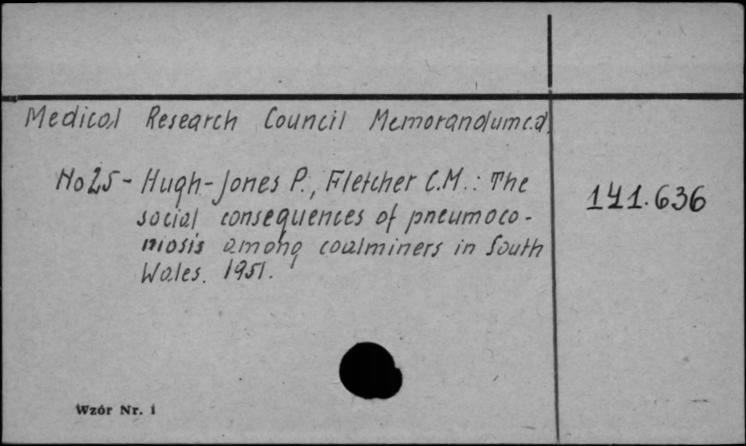 Medical Research Council Memorandum c.d.
No 25 - Hugh-Jones P., Fletcher C.M.: The
social consequences of pneumoco-
niosis among coalminers in South
Wales. 1951.
141.636
Wzór Nr. 1